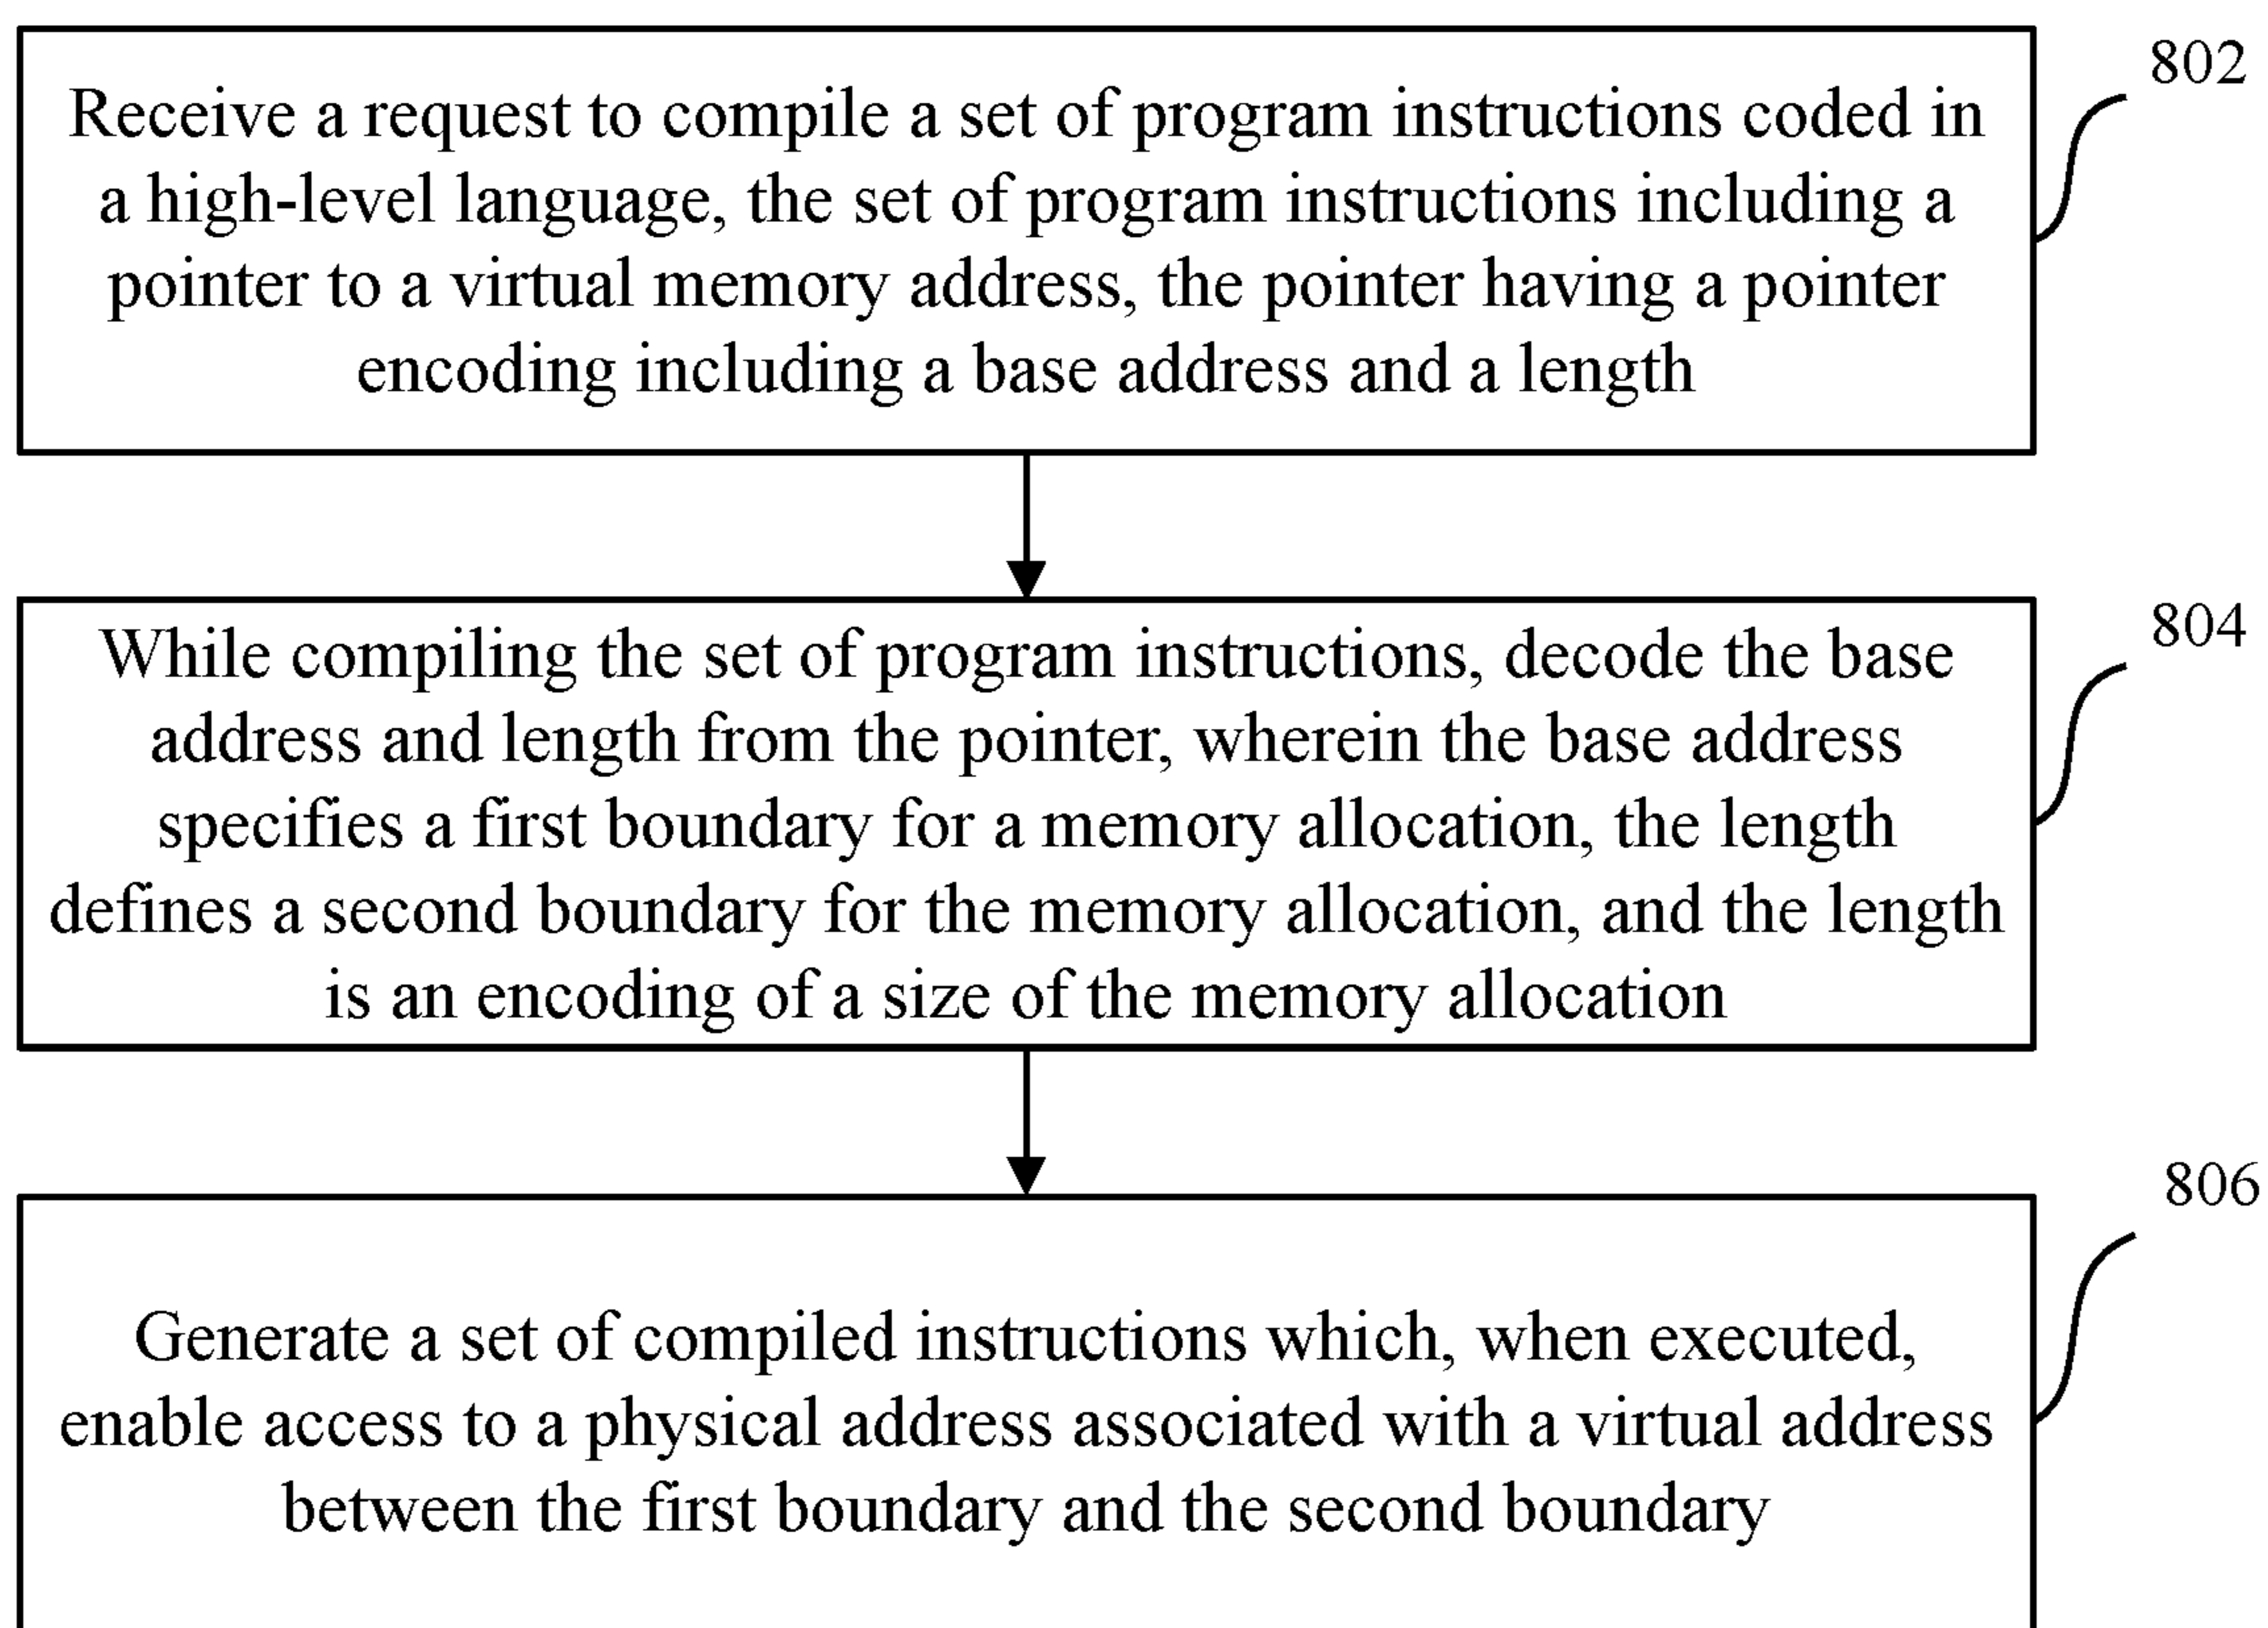 802
Receive a request to compile a set of program instructions coded in
a high-level language, the set of program instructions including a
pointer to a virtual memory address, the pointer having a pointer
encoding including a base address and a length
804
While compiling the set of program instructions, decode the base
address and length from the pointer, wherein the base address
specifies a first boundary for a memory allocation, the length
defines a second boundary for the memory allocation, and the length
is an encoding of a size of the memory allocation
806
Generate a set of compiled instructions which, when executed,
enable access to a physical address associated with a virtual address
between the first boundary and the second boundary